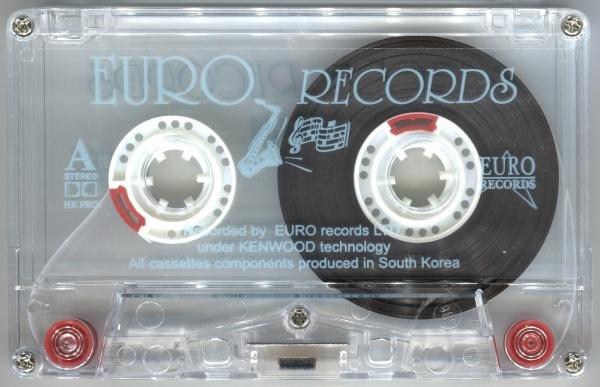 EURO RECORDS
A
STEREO
HX PRO
EURO
RECORDS
Recorded by EURO records LTD
under KENWOOD technology
All cassettes components produced in South Korea